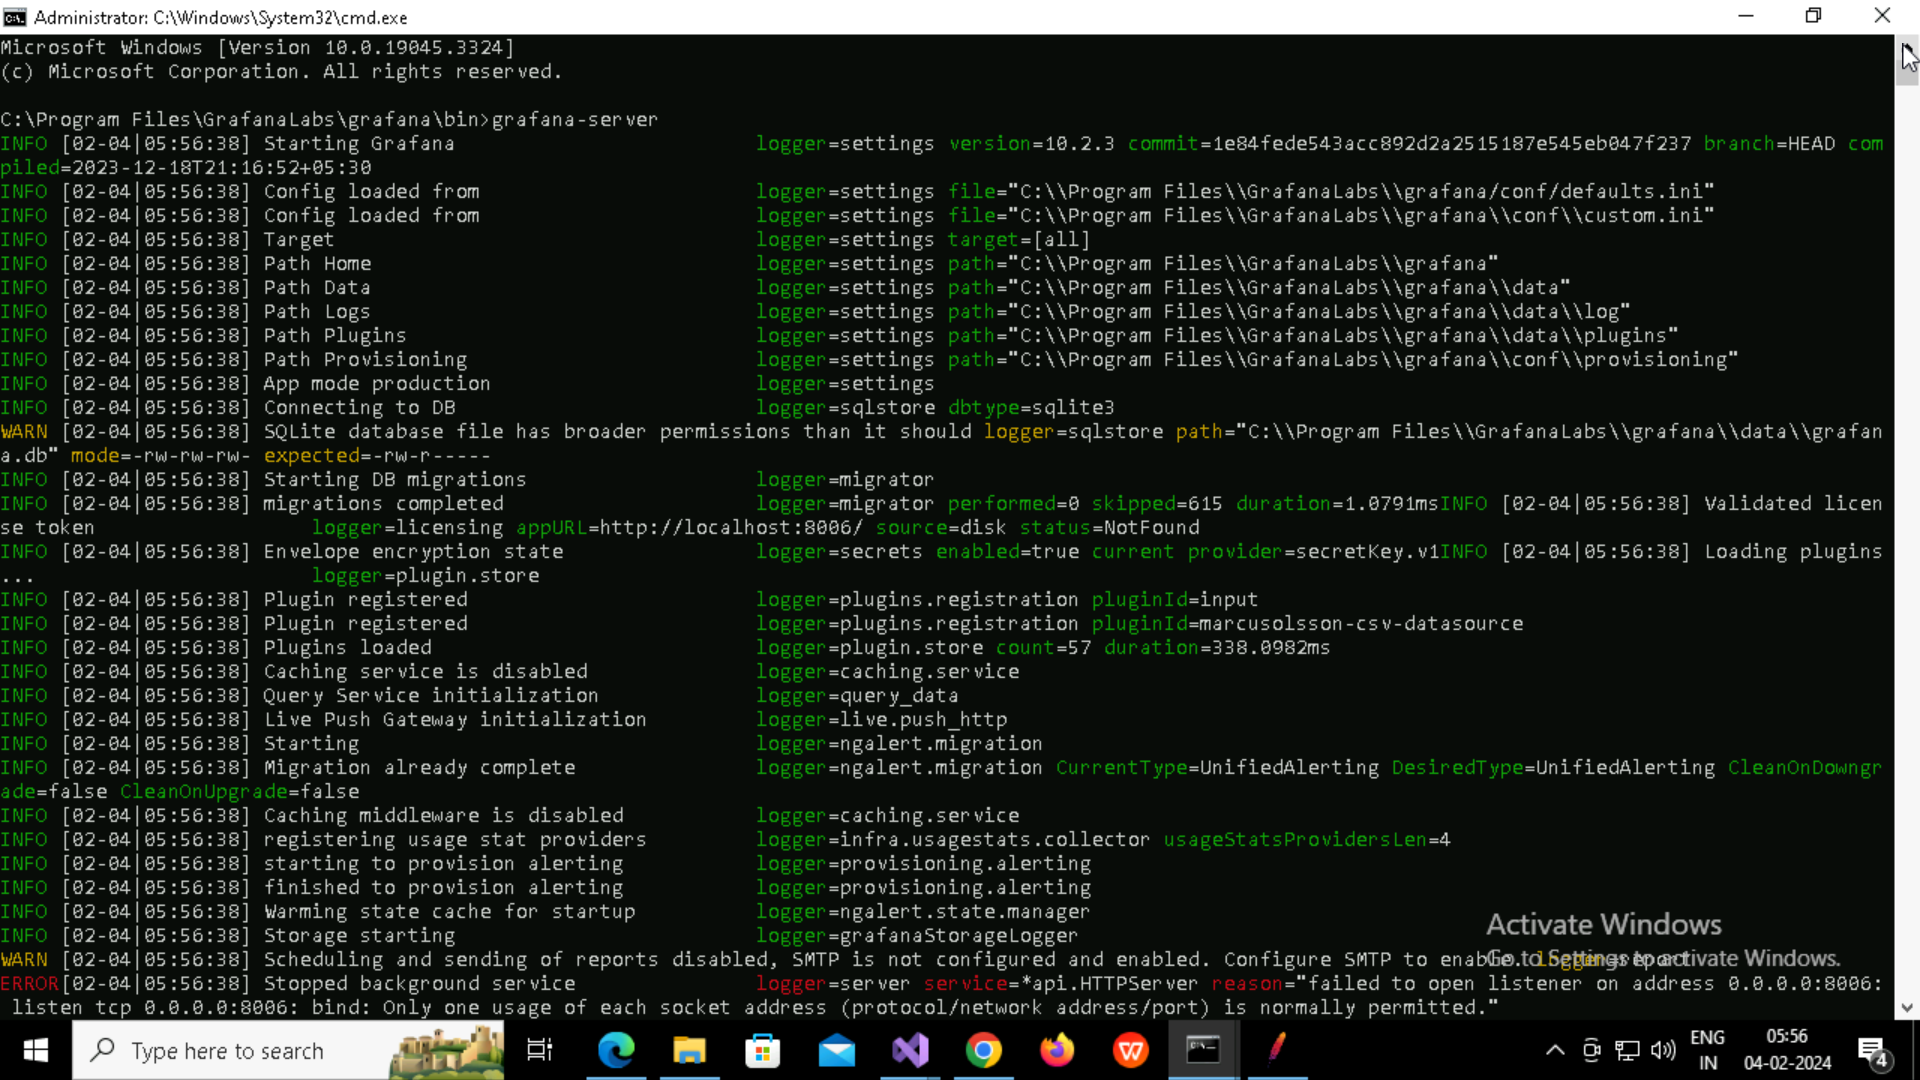 Administrator: C:\Windows\System32\cmd.exe
Microsoft Windows [Version 10.0.19045.3324]
(c) Microsoft Corporation. All rights reserved.
C:\Program Files\GrafanaLabs\grafana\bin>grafana-server
INFO [02-04|05:56:38] Starting Grafana logger=settings version=10.2.3 commit=1e84fede543acc892d2a2515187e545eb047f237 branch=HEAD com
piled=2023-12-18T21:16:52+05:30
INFO [02-04|05:56:38] Config loaded from logger=settings file="C:\\Program Files\\GrafanaLabs\\grafana/conf/defaults.ini"
INFO [02-04|05:56:38] Config loaded from logger=settings file="C:\\Program Files\\GrafanaLabs\\grafana\\conf\\custom.ini"
INFO [02-04|05:56:38] Target logger=settings target=[all]
INFO [02-04|05:56:38] Path Home logger=settings path="C:\\Program Files\\GrafanaLabs\\grafana"
INFO [02-04|05:56:38] Path Data logger=settings path="C:\\Program Files\\GrafanaLabs\\grafana\\data"
INFO [02-04|05:56:38] Path Logs logger=settings path="C:\\Program Files\\GrafanaLabs\\grafana\\data\\log"
INFO [02-04|05:56:38] Path Plugins logger=settings path="C:\\Program Files\\GrafanaLabs\\grafana\\data\\plugins"
INFO [02-04|05:56:38] Path Provisioning logger=settings path="C:\\Program Files\\GrafanaLabs\\grafana\\conf\\provisioning"
INFO [02-04|05:56:38] App mode production logger=settings
INFO [02-04|05:56:38] Connecting to DB logger=sqlstore dbtype=sqlite3
WARN [02-04|05:56:38] SQLite database file has broader permissions than it should logger=sqlstore path="C:\\Program Files\\GrafanaLabs\\grafana\\data\\grafan
a.db" mode=-rw-rw-rw- expected=-rw-r-----
INFO [02-04|05:56:38] Starting DB migrations logger=migrator
INFO [02-04|05:56:38] migrations completed logger=migrator performed=0 skipped=615 duration=1.0791msINFO [02-04|05:56:38] Validated licen
se token logger=licensing appURL=http://localhost:8006/ source=disk status=NotFound
INFO [02-04|05:56:38] Envelope encryption state logger=secrets enabled=true current provider=secretKey.v1INFO [02-04|05:56:38] Loading plugins
... logger=plugin.store
INFO [02-04|05:56:38] Plugin registered logger=plugins.registration pluginId=input
INFO [02-04|05:56:38] Plugin registered logger=plugins.registration pluginId=marcusolsson-csv-datasource
INFO [02-04|05:56:38] Plugins loaded logger=plugin.store count=57 duration=338.0982ms
INFO [02-04|05:56:38] Caching service is disabled logger=caching.service
INFO [02-04|05:56:38] Query Service initialization logger=query_data
INFO [02-04|05:56:38] Live Push Gateway initialization logger=live.push_http
INFO [02-04|05:56:38] Starting logger=ngalert.migration
INFO [02-04|05:56:38] Migration already complete logger=ngalert.migration CurrentType=UnifiedAlerting DesiredType=UnifiedAlerting CleanOnDowngr
ade=false CleanOnUpgrade=false
INFO [02-04|05:56:38] Caching middleware is disabled logger=caching.service
INFO [02-04|05:56:38] registering usage stat providers logger=infra.usagestats.collector usageStatsProvidersLen=4
INFO [02-04|05:56:38] starting to provision alerting logger=provisioning.alerting
INFO [02-04|05:56:38] finished to provision alerting logger=provisioning.alerting
INFO [02-04|05:56:38] Warming state cache for startup logger=ngalert.state.manager
INFO [02-04|05:56:38] Storage starting logger=grafanaStorageLogger
Activate Windows
WARN [02-04|05:56:38] Scheduling and sending of reports disabled, SMTP is not configured and enabled. Configure SMTP to enable. logger=report
Go to Settings to activate Windows.
ERROR[02-04|05:56:38] Stopped background service logger=server service=*api.HTTPServer reason="failed to open listener on address 0.0.0.0:8006:
listen tcp 0.0.0.0:8006: bind: Only one usage of each socket address (protocol/network address/port) is normally permitted."
Type here to search
ENG
IN
05:56
04-02-2024
4